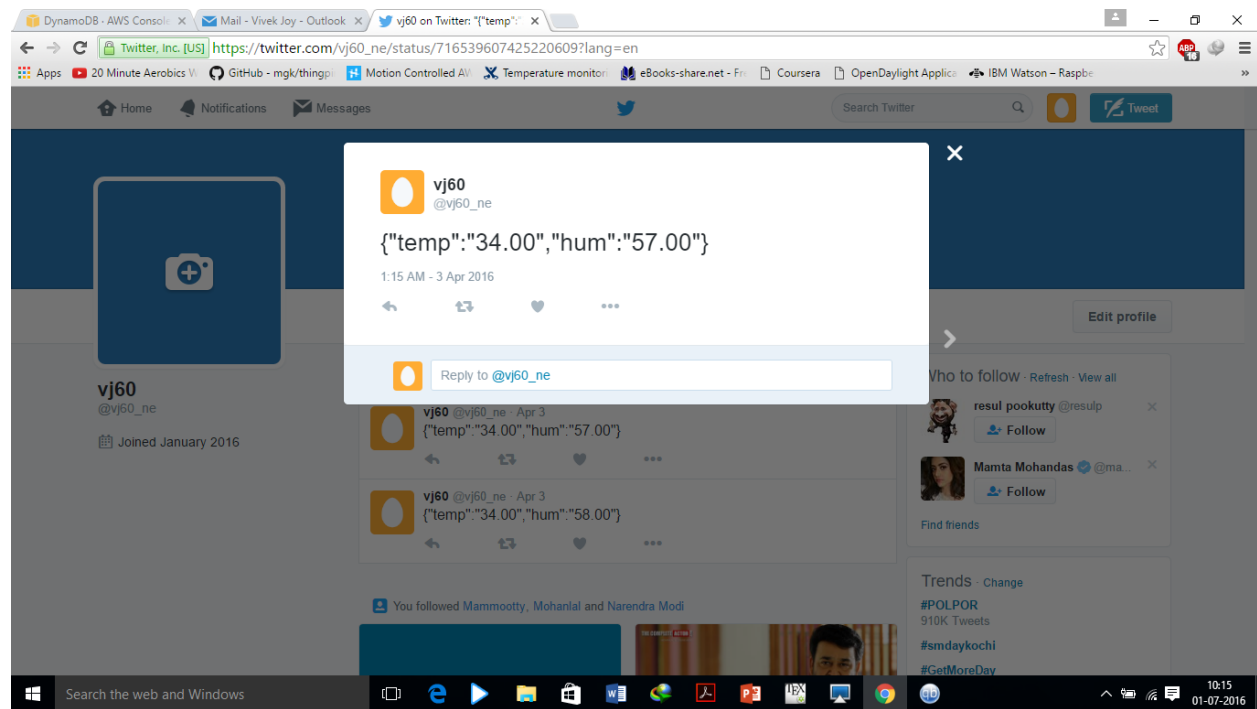 DynamoDB - AWS Console
Mail - Vivek Joy - Outlook
vj60 on Twitter: "{"temp":"
Twitter, Inc. [US] https://twitter.com/vj60_ne/status/716539607425220609?lang=en
Apps 20 Minute Aerobics GitHub - mgk/thingpi Motion Controlled Temperature monitori eBooks-share.net - Fre Coursera OpenDaylight Applica IBM Watson – Raspbe »
Home Notifications Messages Search Twitter Tweet
vj60
@vj60_ne
{"temp":"34.00","hum":"57.00"}
1:15 AM - 3 Apr 2016
Reply to @vj60_ne
Edit profile
vj60
@vj60_ne
Joined January 2016
vj60 @vj60_ne · Apr 3
{"temp":"34.00","hum":"57.00"}
vj60 @vj60_ne · Apr 3
{"temp":"34.00","hum":"58.00"}
You followed Mammootty, Mohanlal and Narendra Modi
THE COMPLETE ACTOR
Who to follow · Refresh · View all
resul pookutty @resulp
Follow
Mamta Mohandas @ma...
Follow
Find friends
Trends · Change
#POLPOR
910K Tweets
#smdaykochi
#GetMoreDay
Search the web and Windows
10:15
01-07-2016